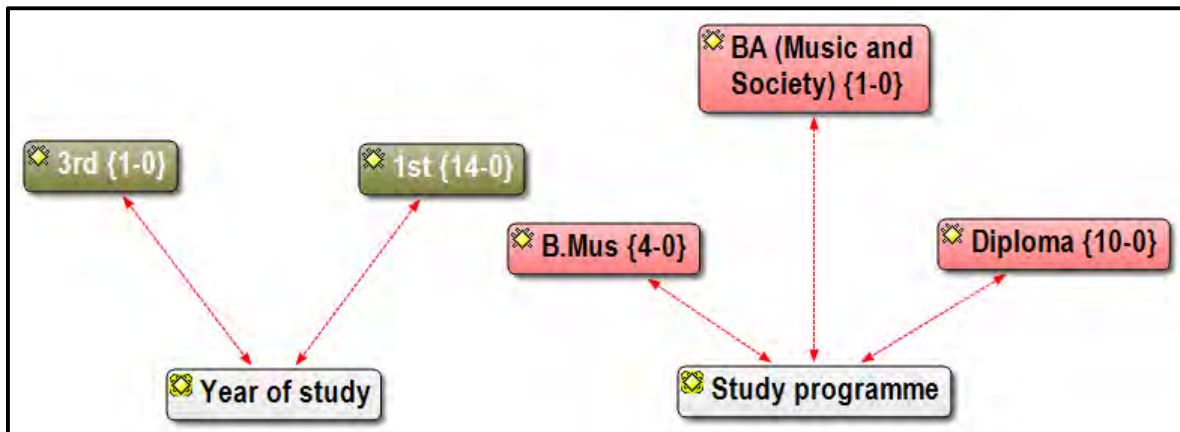 BA (Music and
Society) {1-0}
3rd {1-0}
1st {14-0}
B.Mus {4-0}
Diploma {10-0}
Year of study
Study programme